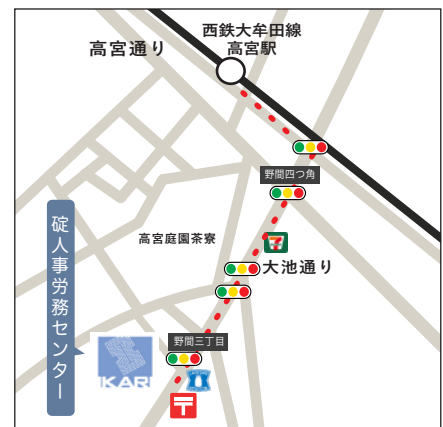 西鉄大牟田線
高宮駅
高宮通り
野間四つ角
高宮庭園茶寮
7
大池通り
碇人事労務センター
野間三丁目
IKARI
〒